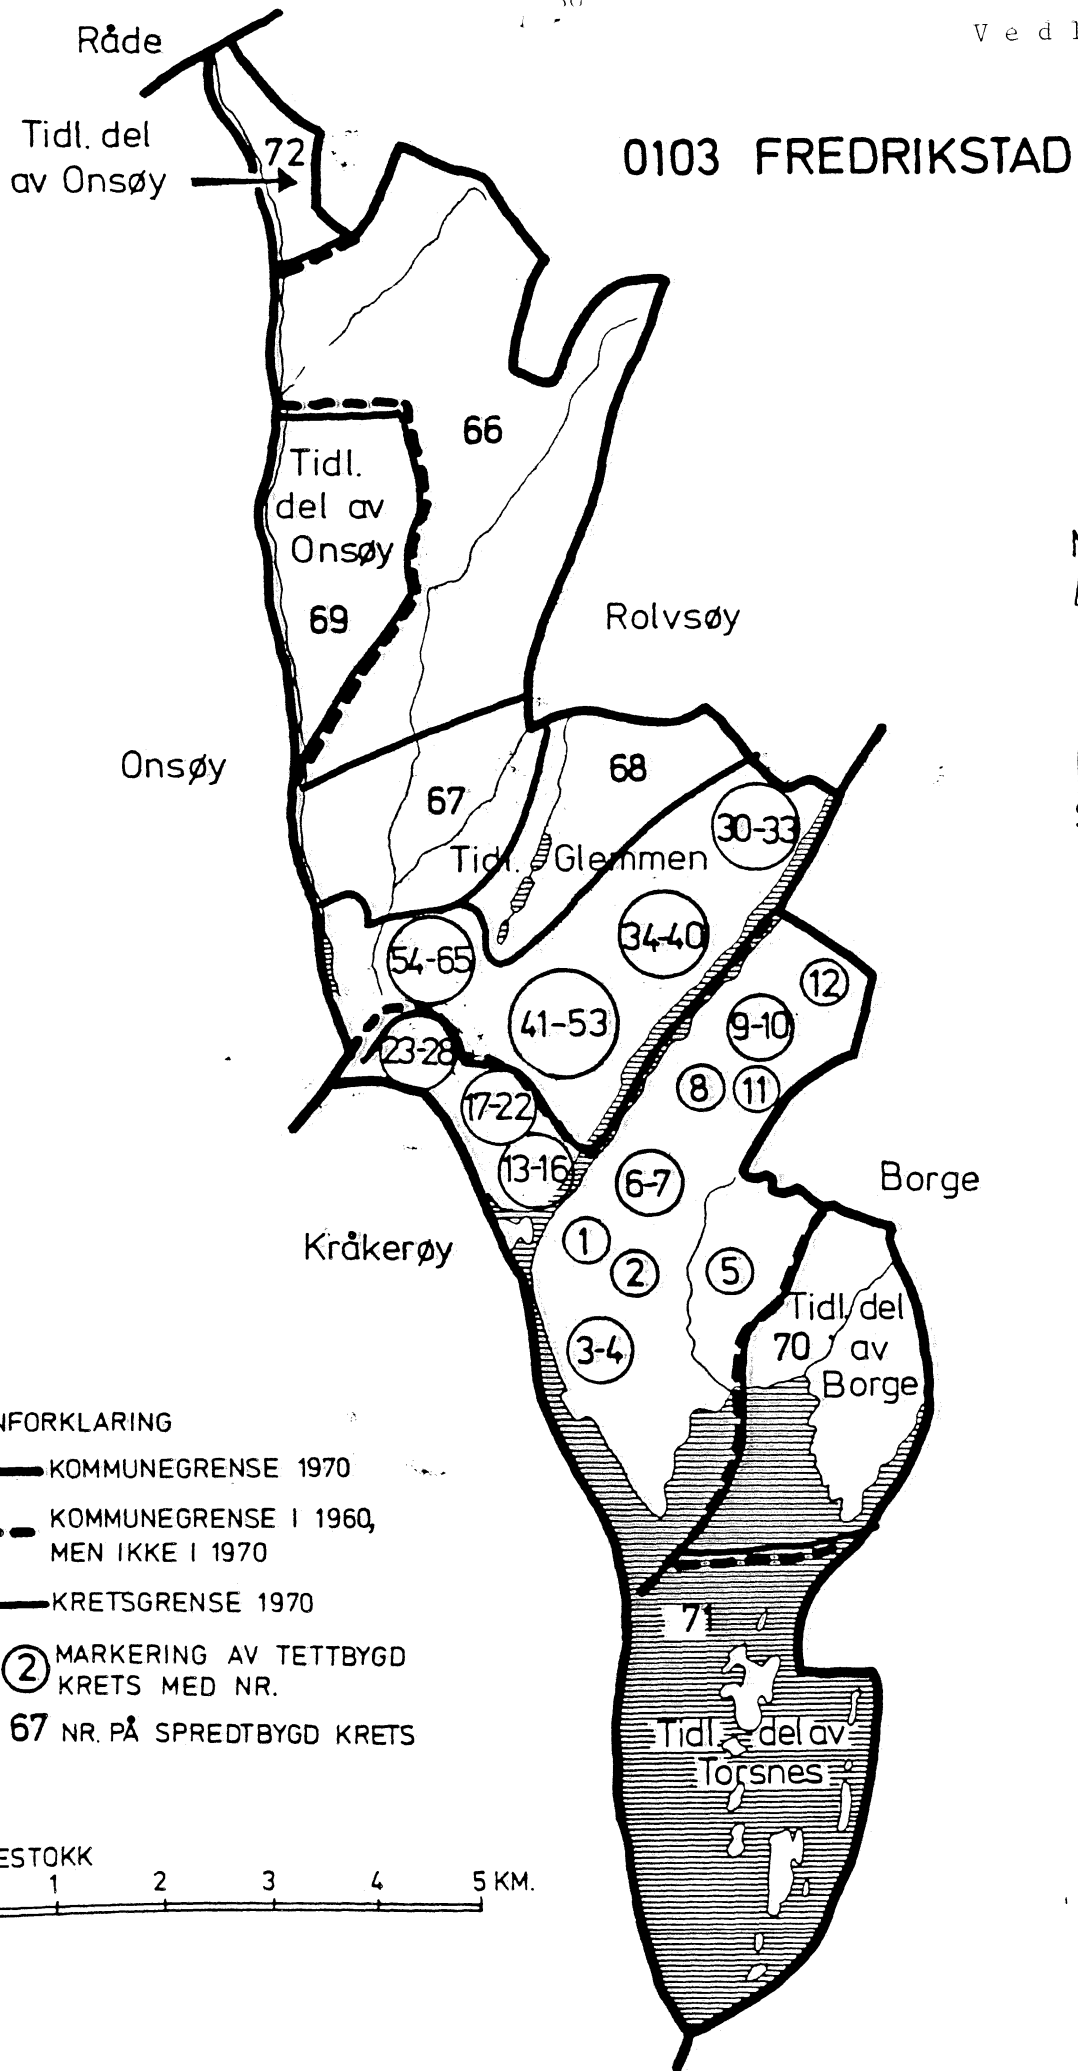 Råde
0103 FREDRIKSTAD
Tidl. del
av Onsøy
72
66
Tidl.
del av
Onsøy
69
Rolvsøy
Onsøy
68
67
30-33
Tidl. Glemmen
34-40
54-65
12
41-53
9-10
23-28
8
11
17-22
13-16
6-7
Borge
Kråkerøy
1
2
5
Tidl. del
70 av
Borge
3-4
NFORKLARING
KOMMUNEGRENSE 1970
KOMMUNEGRENSE I 1960,
MEN IKKE I 1970
KRETSGRENSE 1970
2 MARKERING AV TETTBYGD
KRETS MED NR.
67 NR. PÅ SPREDTBYGD KRETS
71
Tidl. del av
Torsnes
ESTOKK
1 2 3 4 5 KM.